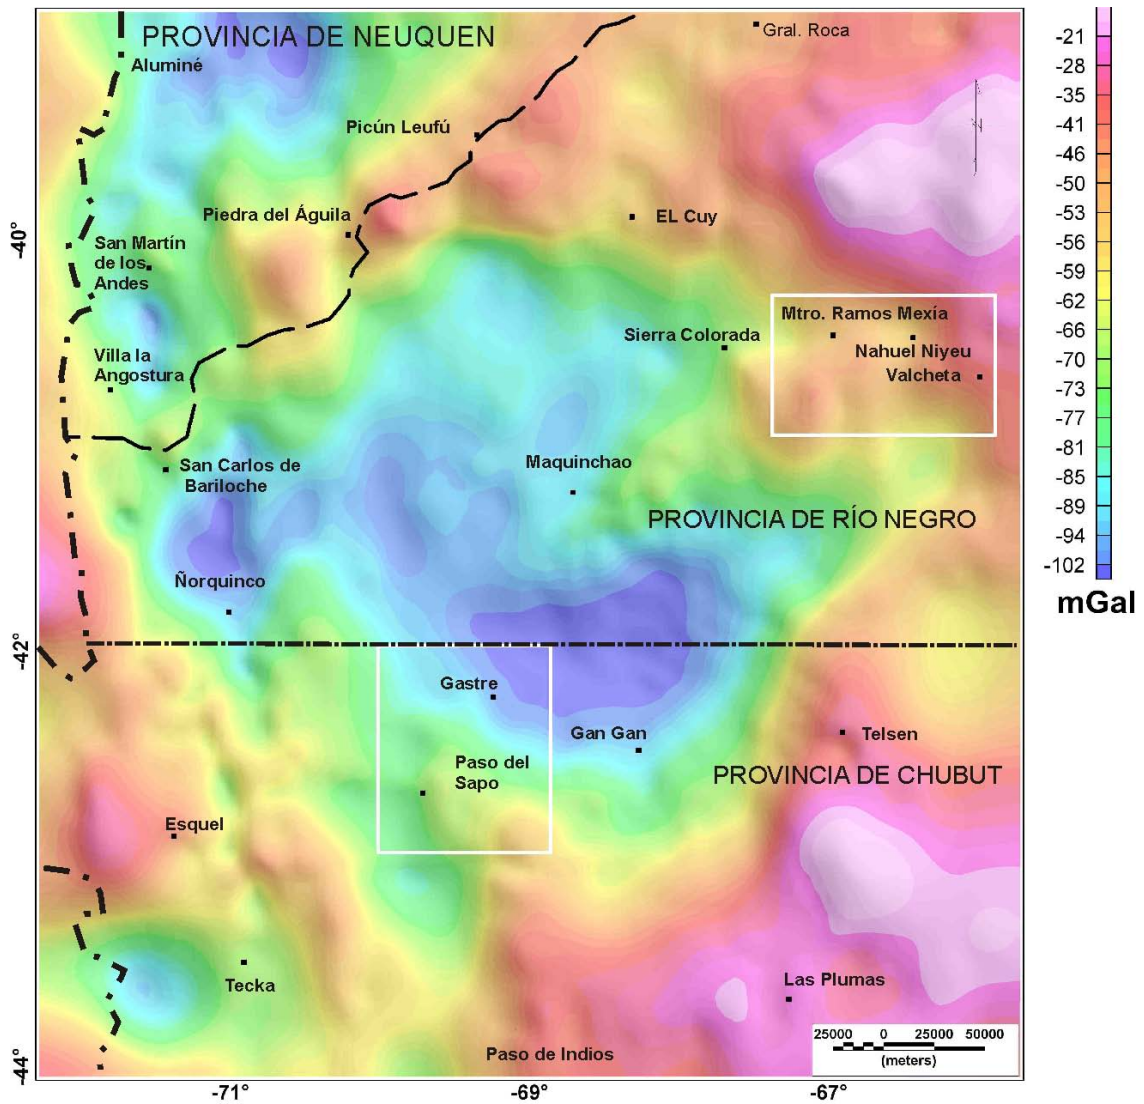 PROVINCIA DE NEUQUEN
Gral. Roca
Aluminé
Picún Leufú
Piedra del Águila
EL Cuy
San Martín
de los
Andes
Mtro. Ramos Mexía
Sierra Colorada
Nahuel Niyeu
Valcheta
Villa la
Angostura
San Carlos de
Bariloche
Maquinchao
PROVINCIA DE RÍO NEGRO
Ñorquinco
Gastre
Gan Gan
Telsen
Paso del
Sapo
PROVINCIA DE CHUBUT
Esquel
Tecka
Las Plumas
Paso de Indios
25000 0 25000 50000
(meters)
-40°
-42°
-44°
-71°
-69°
-67°
-21
-28
-35
-41
-46
-50
-53
-56
-59
-62
-66
-70
-73
-77
-81
-85
-89
-94
-102
mGal